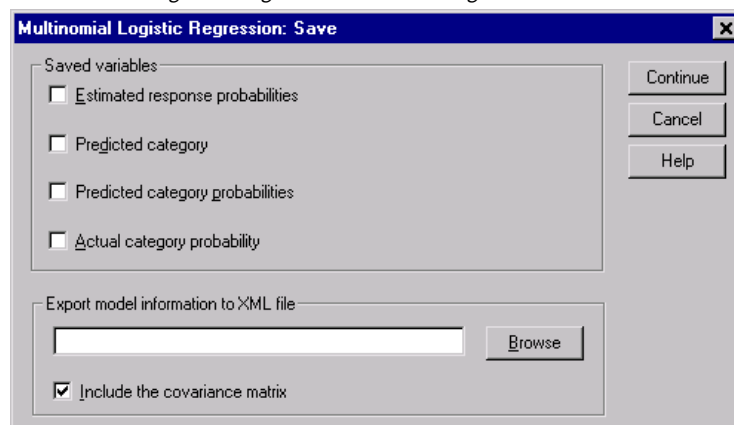 Multinomial Logistic Regression: Save
Saved variables
Estimated response probabilities
Predicted category
Predicted category probabilities
Actual category probability
Continue
Cancel
Help
Export model information to XML file
Browse
Include the covariance matrix